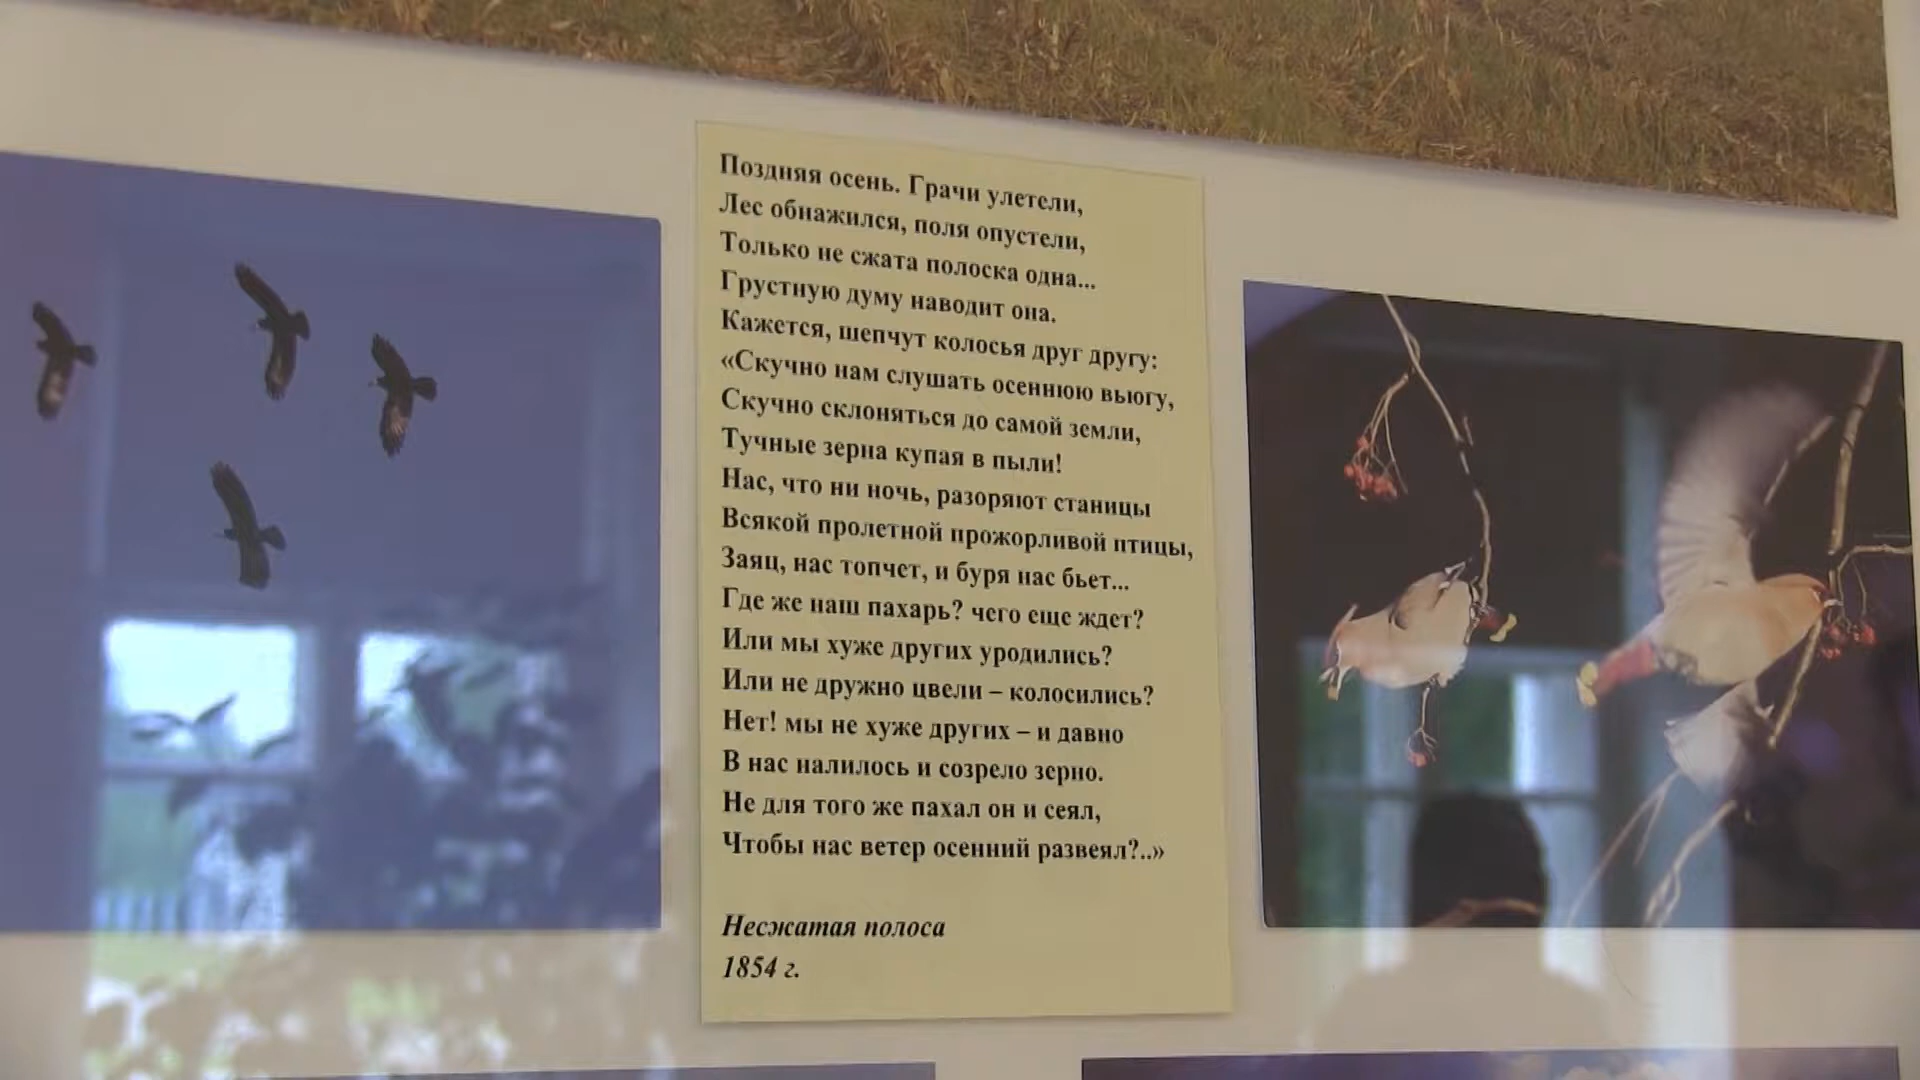 Поздняя осень. Грачи улетели,
Лес обнажился, поля опустели,
Только не сжата полоска одна...
Грустную думу наводит она.
Кажется, шепчут колосья друг другу:
«Скучно нам слушать осеннюю вьюгу,
Скучно склоняться до самой земли,
Тучные зерна купая в пыли!
Нас, что ни ночь, разоряют станицы
Всякой пролетной прожорливой птицы,
Заяц, нас топчет, и буря нас бьет...
Где же наш пахарь? чего еще ждет?
Или мы хуже других уродились?
Или не дружно цвели – колосились?
Нет! мы не хуже других – и давно
В нас налилось и созрело зерно.
Не для того же пахал он и сеял,
Чтобы нас ветер осенний развеял?..»
Несжатая полоса
1854 г.